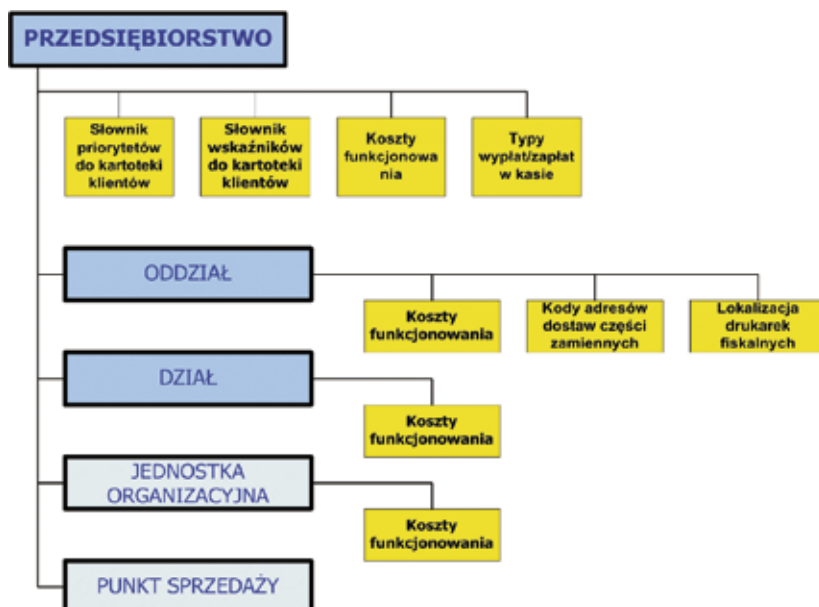 PRZEDSIĘBIORSTWO
Słownik
priorytetów
do kartoteki
klientów
Słownik
wskaźników
do kartoteki
klientów
Koszty
funkcjonowa
nia
Typy
wypłat/zapłat
w kasie
ODDZIAŁ
Koszty
funkcjonowania
Kody adresów
dostaw części
zamiennych
Lokalizacja
drukarek
fiskalnych
DZIAŁ
Koszty
funkcjonowania
JEDNOSTKA
ORGANIZACYJNA
Koszty
funkcjonowania
PUNKT SPRZEDAŻY